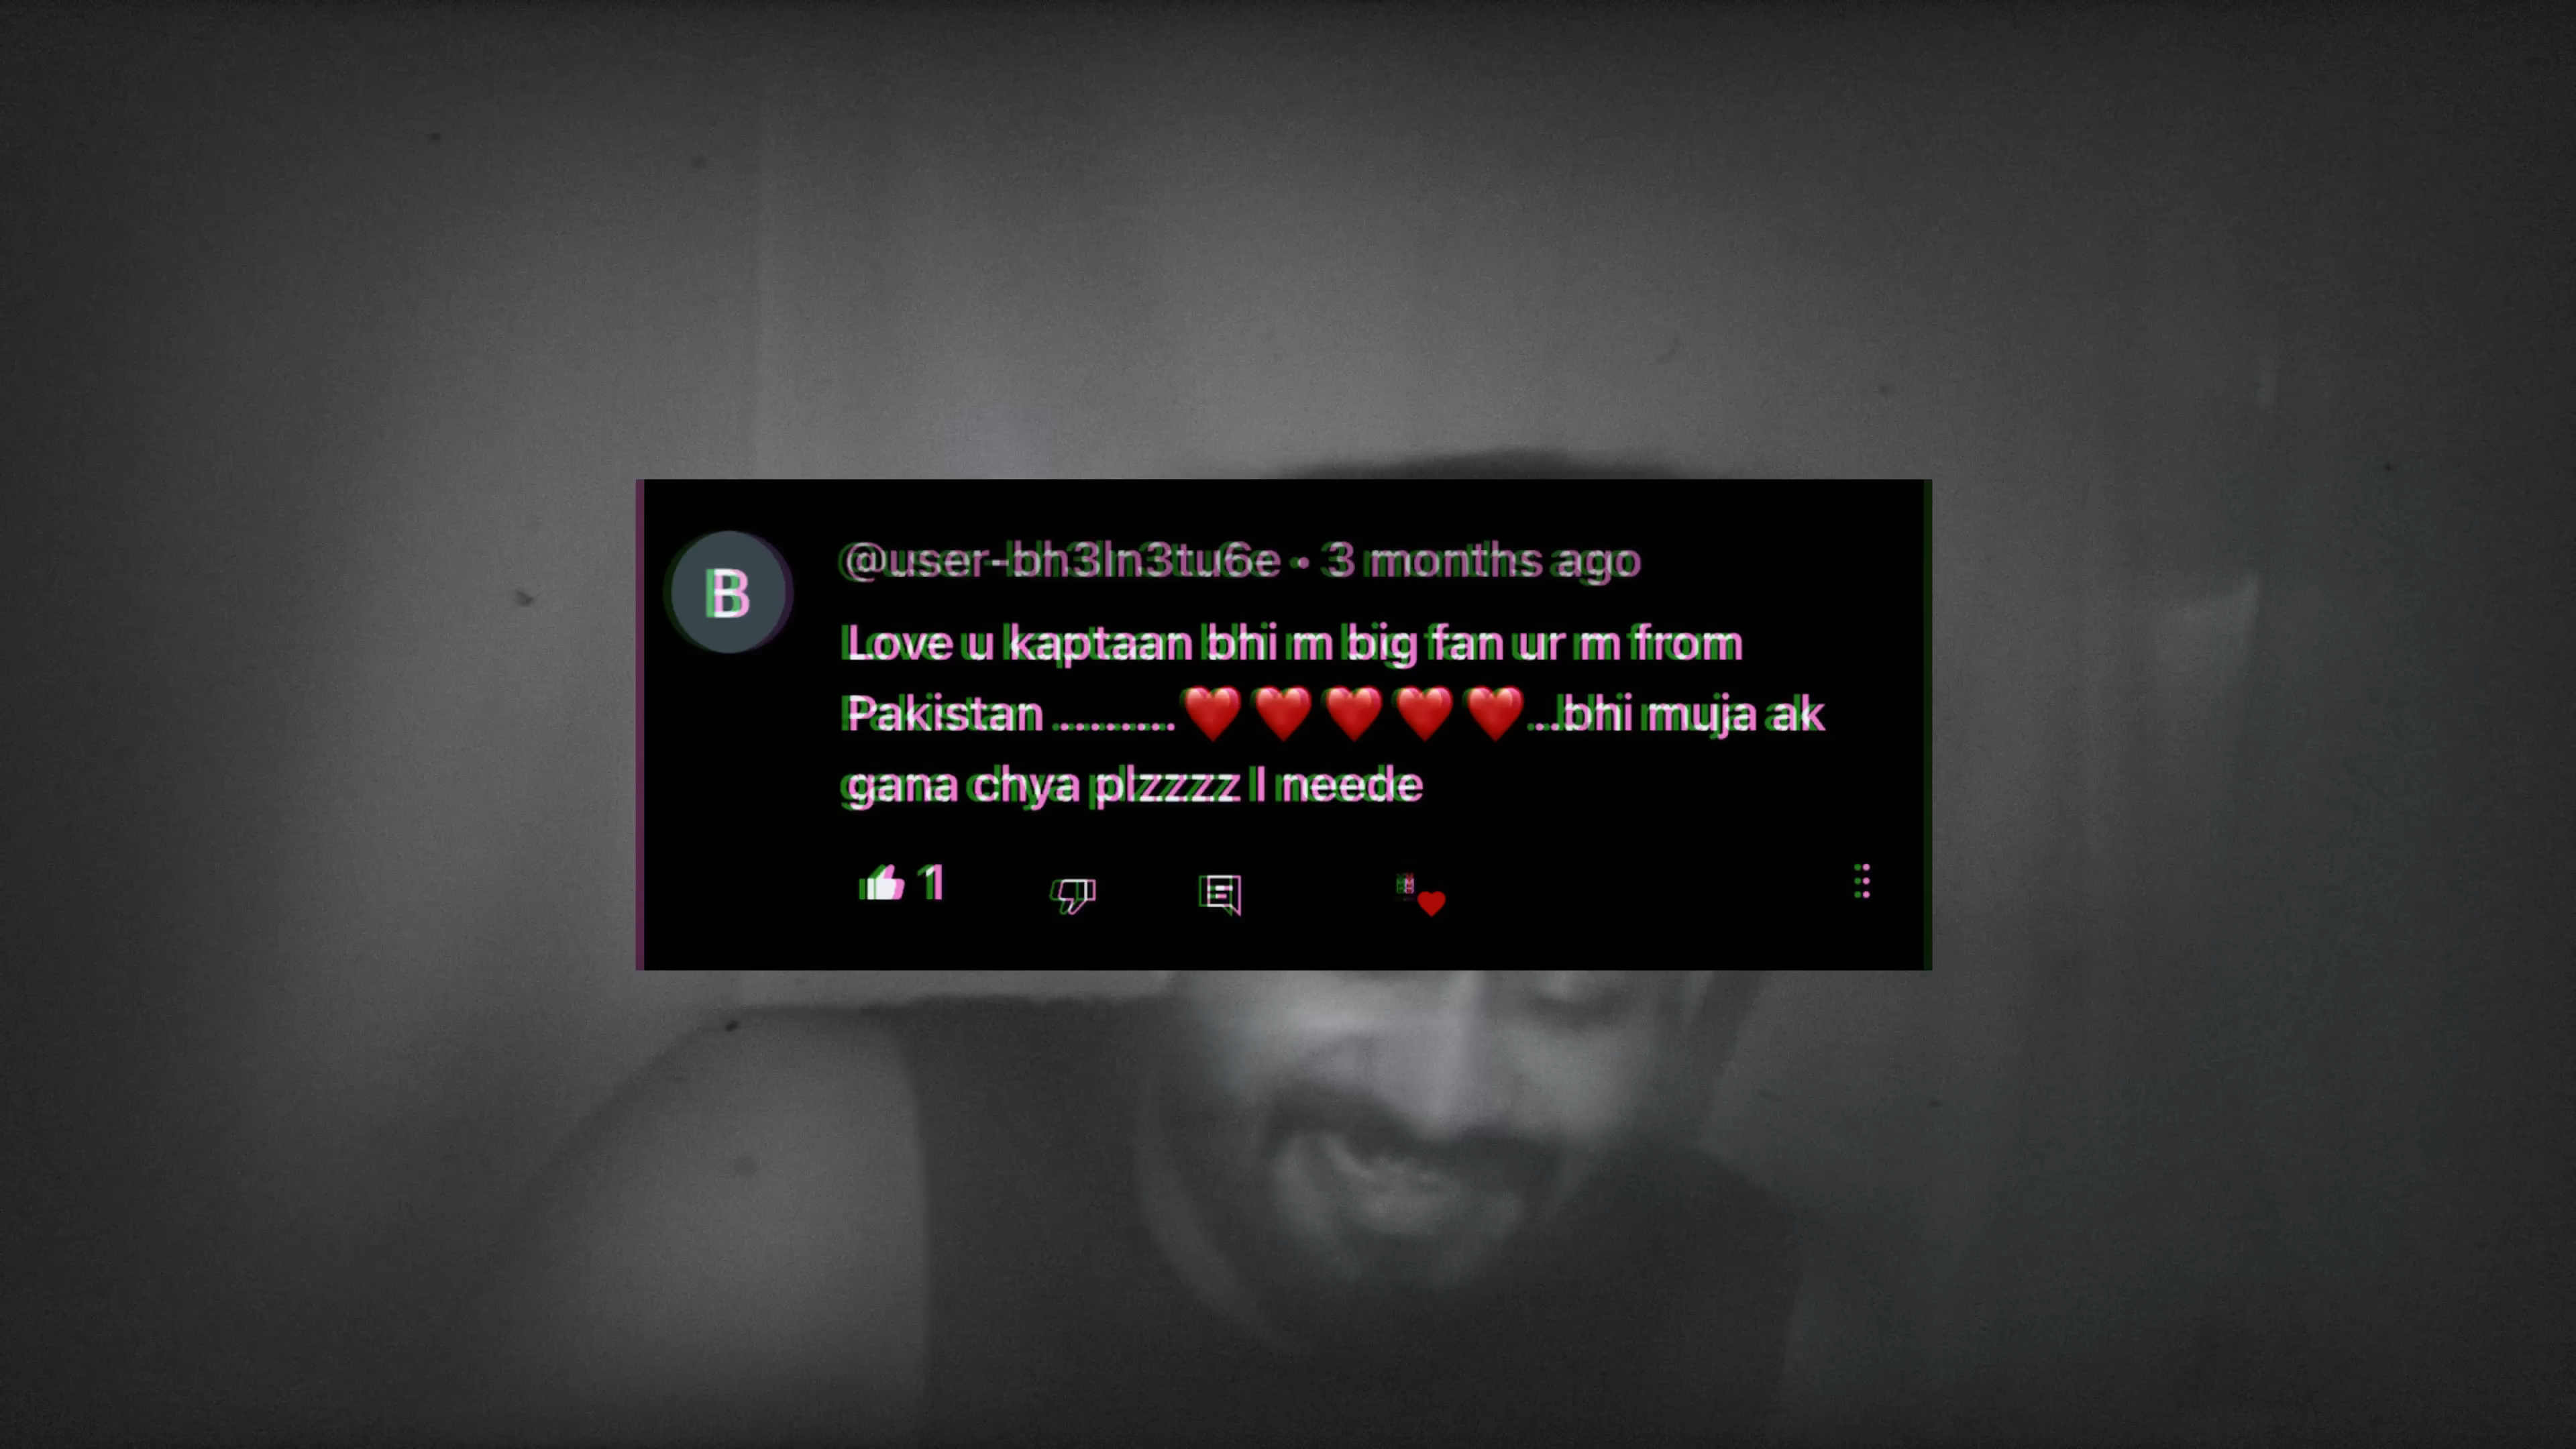 B
@user-bh3ln3tu6e • 3 months ago
Love u kaptaan bhi m big fan ur m from
Pakistan ............❤️❤️❤️❤️❤️...bhi muja ak
gana chya plzzzz I neede
1